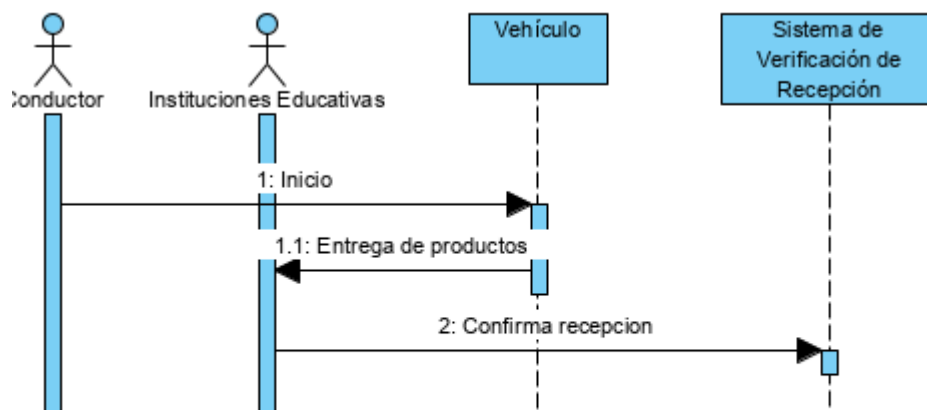 Vehículo
Sistema de
Verificación de
Recepción
Conductor
Instituciones Educativas
1: Inicio
1.1: Entrega de productos
2: Confirma recepcion